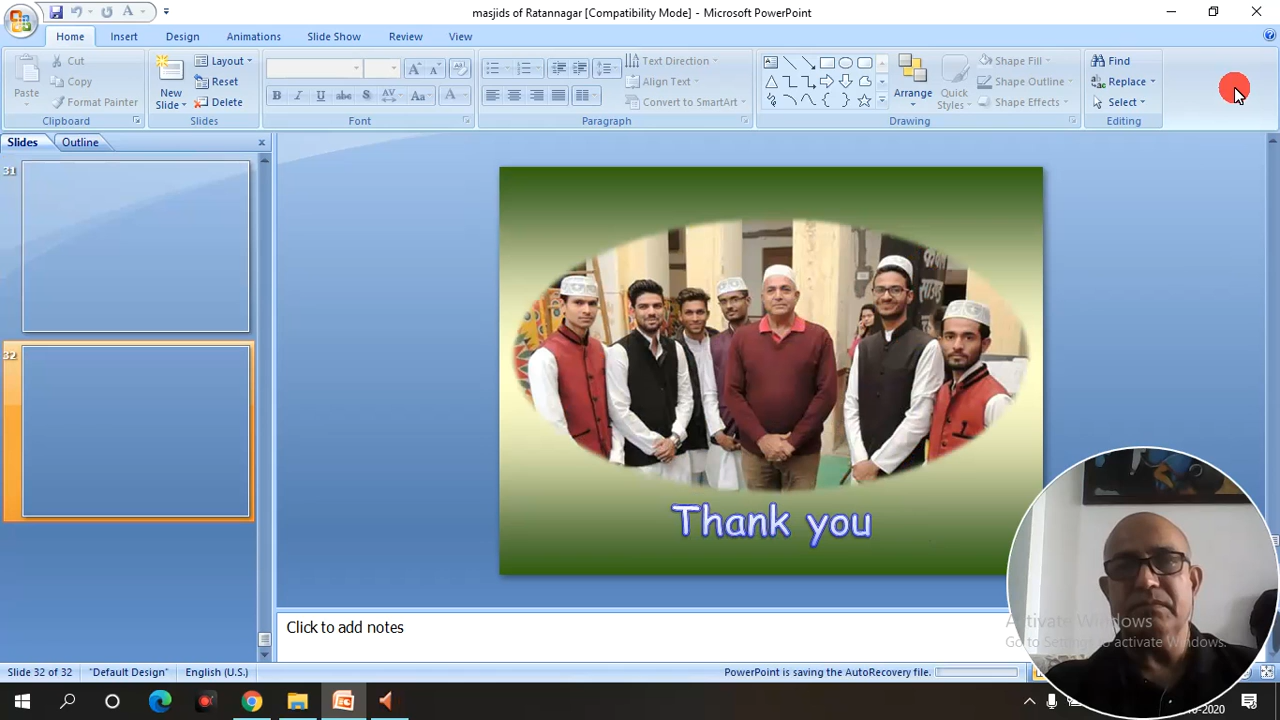 masjids of Ratannagar [Compatibility Mode] - Microsoft PowerPoint
Home Insert Design Animations Slide Show Review View
Paste
Cut
Copy
Format Painter
Clipboard
New Slide
Layout
Reset
Delete
Slides
B I U abc S AV Aa A
Font
Text Direction
Align Text
Convert to SmartArt
Paragraph
Arrange
Quick Styles
Shape Fill
Shape Outline
Shape Effects
Drawing
Find
Replace
Select
Editing
Slides Outline
31
32
Thank you
Click to add notes
Activate Windows
Go to Settings to activate Windows.
Slide 32 of 32 "Default Design" English (U.S.) PowerPoint is saving the AutoRecovery file.
-2020